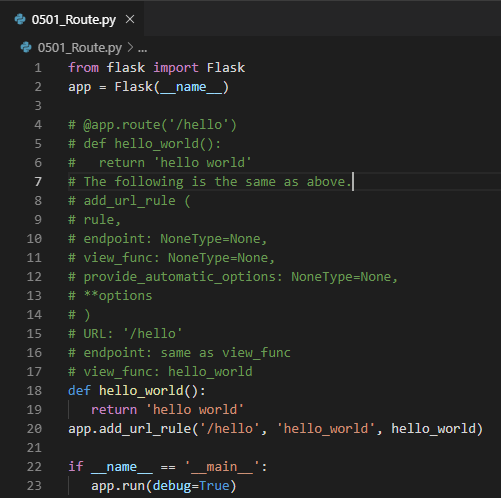 0501_Route.py ×
0501_Route.py > ...
1 from flask import Flask
2 app = Flask(__name__)
3
4 # @app.route('/hello')
5 # def hello_world():
6 #   return 'hello world'
7 # The following is the same as above.
8 # add_url_rule (
9 # rule,
10 # endpoint: NoneType=None,
11 # view_func: NoneType=None,
12 # provide_automatic_options: NoneType=None,
13 # **options
14 # )
15 # URL: '/hello'
16 # endpoint: same as view_func
17 # view_func: hello_world
18 def hello_world():
19    return 'hello world'
20 app.add_url_rule('/hello', 'hello_world', hello_world)
21
22 if __name__ == '__main__':
23    app.run(debug=True)